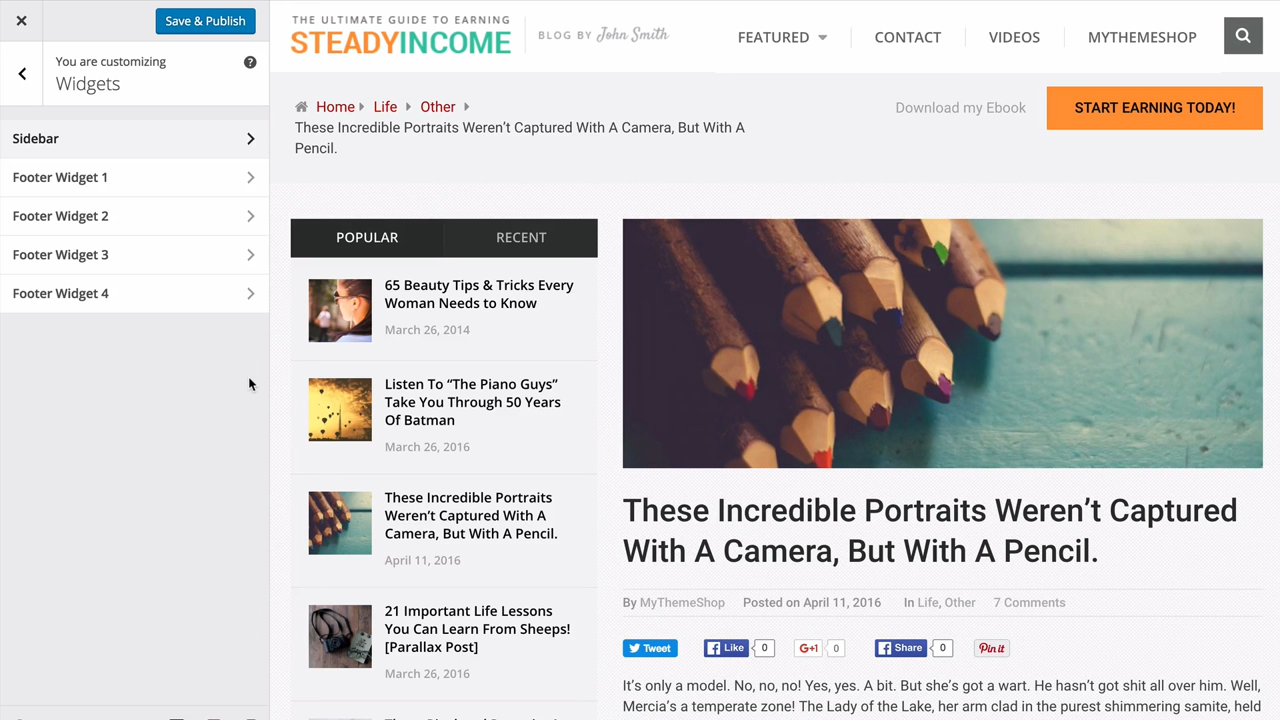 Save & Publish
You are customizing
Widgets
Sidebar
Footer Widget 1
Footer Widget 2
Footer Widget 3
Footer Widget 4
THE ULTIMATE GUIDE TO EARNING
STEADYINCOME
BLOG BY John Smith
FEATURED
CONTACT
VIDEOS
MYTHEMESHOP
Home Life Other
These Incredible Portraits Weren't Captured With A Camera, But With A
Pencil.
Download my Ebook
START EARNING TODAY!
POPULAR
RECENT
65 Beauty Tips & Tricks Every
Woman Needs to Know
March 26, 2014
Listen To “The Piano Guys”
Take You Through 50 Years
Of Batman
March 26, 2016
These Incredible Portraits
Weren't Captured With A
Camera, But With A Pencil.
April 11, 2016
21 Important Life Lessons
You Can Learn From Sheeps!
[Parallax Post]
March 26, 2016
These Incredible Portraits Weren't Captured
With A Camera, But With A Pencil.
By MyThemeShop Posted on April 11, 2016 In Life, Other 7 Comments
Tweet Like 0 G+1 0 Share 0 Pin it
It's only a model. No, no, no! Yes, yes. A bit. But she's got a wart. He hasn't got shit all over him. Well,
Mercia's a temperate zone! The Lady of the Lake, her arm clad in the purest shimmering samite, held